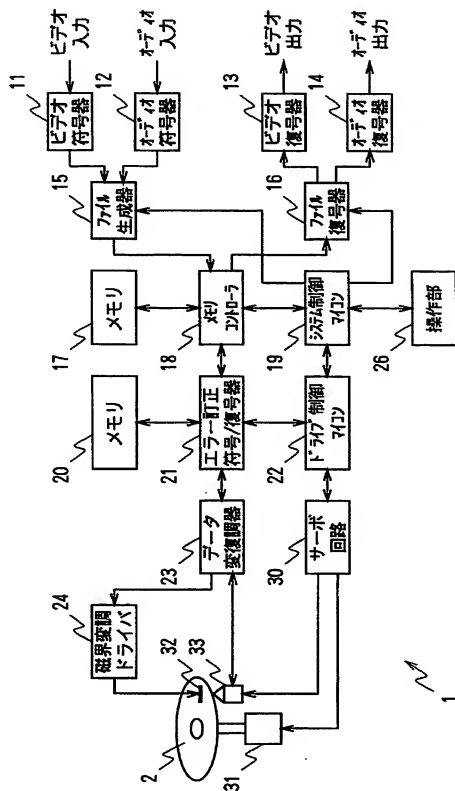 ビデオ
入力
オーディオ
入力
ビデオ
出力
オーディオ
出力
11
ビデオ
符号器
12
オーディオ
符号器
13
ビデオ
復号器
14
オーディオ
復号器
15
ファイル
生成器
16
ファイル
復号器
17
メモリ
18
メモリ
コントローラ
19
システム制御
マイコン
26
操作部
20
メモリ
21
エラー訂正
符号/復号器
22
ドライブ制御
マイコン
23
データ
変復調器
30
サーボ
回路
24
磁界変調
ドライバ
32
33
2
31
1